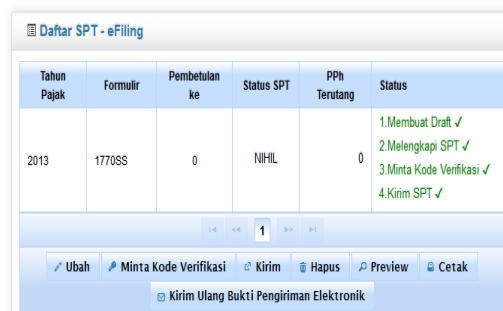 Daftar SPT - eFiling
Tahun Pajak Formulir Pembetulan ke Status SPT PPh Terutang Status
2013 1770SS 0 NIHIL 0
1.Membuat Draft ✓
2.Melengkapi SPT ✓
3.Minta Kode Verifikasi ✓
4.Kirim SPT ✓
1
Ubah Minta Kode Verifikasi Kirim Hapus Preview Cetak
Kirim Ulang Bukti Pengiriman Elektronik